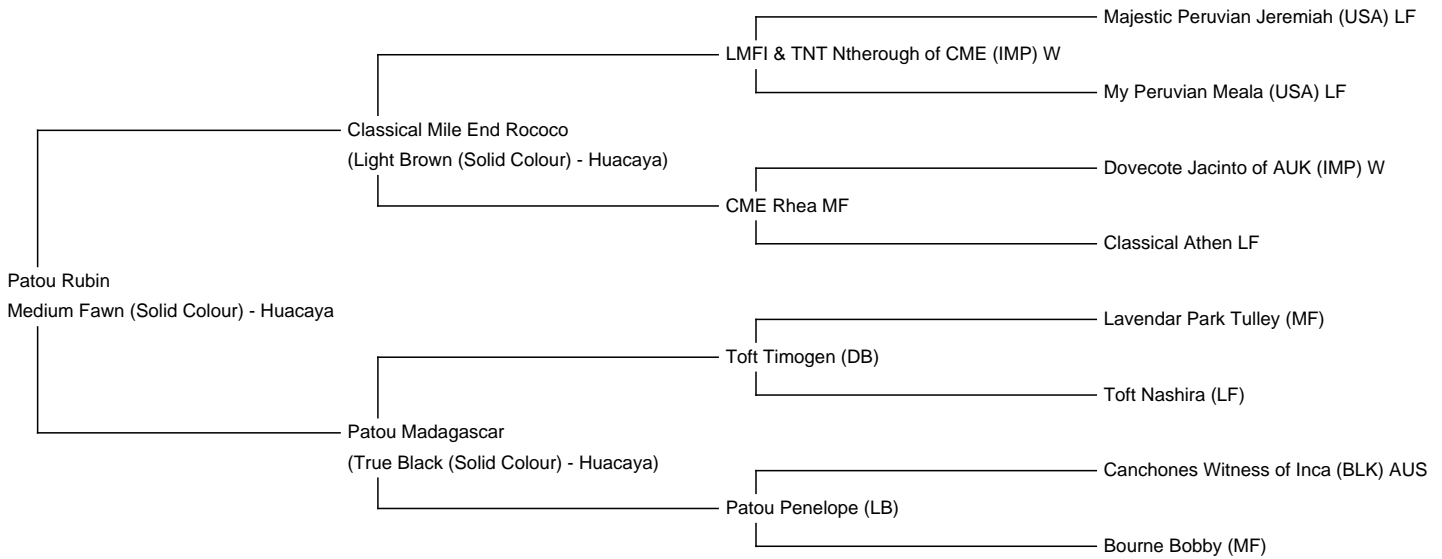 Majestic Peruvian Jeremiah (USA) LF
LMFI & TNT Ntherough of CME (IMP) W
My Peruvian Meala (USA) LF
Classical Mile End Rococo
(Light Brown (Solid Colour) - Huacaya)
Dovecote Jacinto of AUK (IMP) W
CME Rhea MF
Classical Athen LF
Patou Rubin
Medium Fawn (Solid Colour) - Huacaya
Lavendar Park Tulley (MF)
Toft Timogen (DB)
Toft Nashira (LF)
Patou Madagascar
(True Black (Solid Colour) - Huacaya)
Canchones Witness of Inca (BLK) AUS
Patou Penelope (LB)
Bourne Bobby (MF)